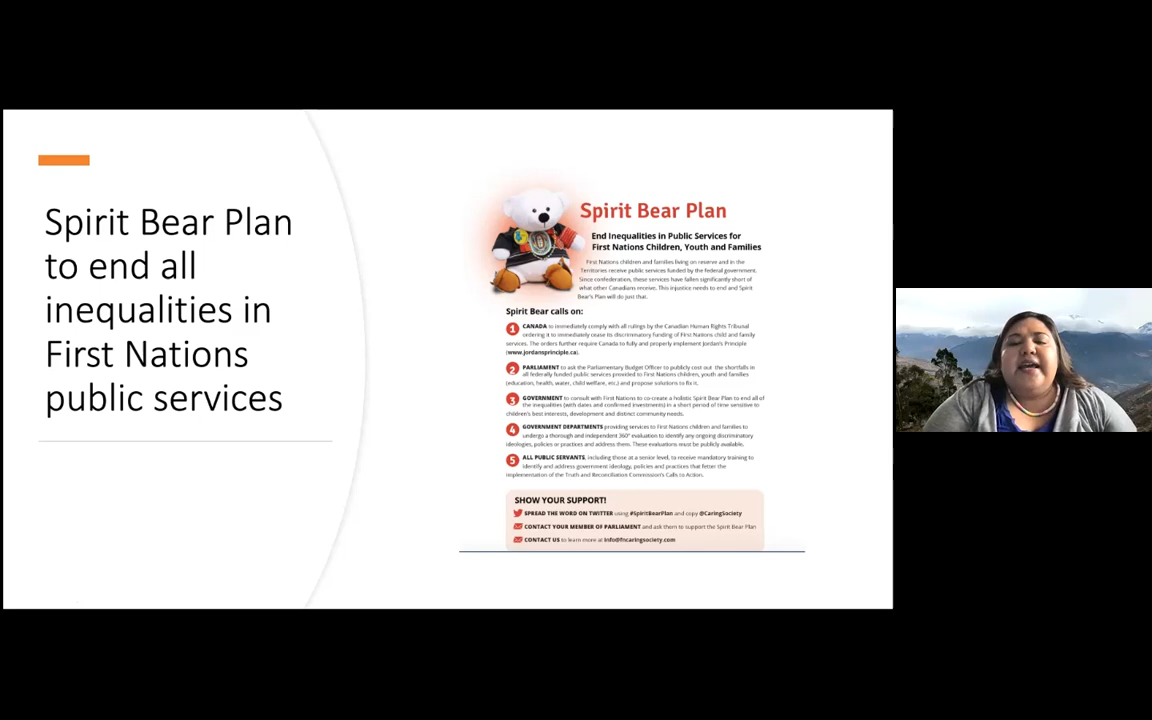 Spirit Bear Plan
to end all
inequalities in
First Nations
public services
Spirit Bear Plan
End Inequalities in Public Services for
First Nations Children, Youth and Families
First Nations children and families living on reserve and in the
Territories receive public services funded by the federal government.
Since confederation, these services have fallen significantly short of
what other Canadians receive. This injustice needs to end and Spirit
Bear's Plan will do just that.
Spirit Bear calls on:
1 CANADA to immediately comply with all rulings by the Canadian Human Rights Tribunal
ordering it to immediately cease its discriminatory funding of First Nations child and family
services. The orders further require Canada to fully and properly implement Jordan's Principle
(www.jordansprinciple.ca).
2 PARLIAMENT to ask the Parliamentary Budget Officer to publicly cost out the shortfalls in
all federally funded public services provided to First Nations children, youth and families
(education, health, water, child welfare, etc.) and propose solutions to fix it.
3 GOVERNMENT to consult with First Nations to co-create a holistic Spirit Bear Plan to end all of
the inequalities (with dates and confirmed investments) in a short period of time sensitive to
children's best interests, development and distinct community needs.
4 GOVERNMENT DEPARTMENTS providing services to First Nations children and families to
undergo a thorough and independent 360° evaluation to identify any ongoing discriminatory
ideologies, policies or practices and address them. These evaluations must be publicly available.
5 ALL PUBLIC SERVANTS, including those at a senior level, to receive mandatory training to
identify and address government ideology, policies and practices that fetter the
implementation of the Truth and Reconciliation Commission's Calls to Action.
SHOW YOUR SUPPORT!
SPREAD THE WORD ON TWITTER using #SpiritBearPlan and copy @CaringSociety
CONTACT YOUR MEMBER OF PARLIAMENT and ask them to support the Spirit Bear Plan
CONTACT US to learn more at info@fncaringsociety.com